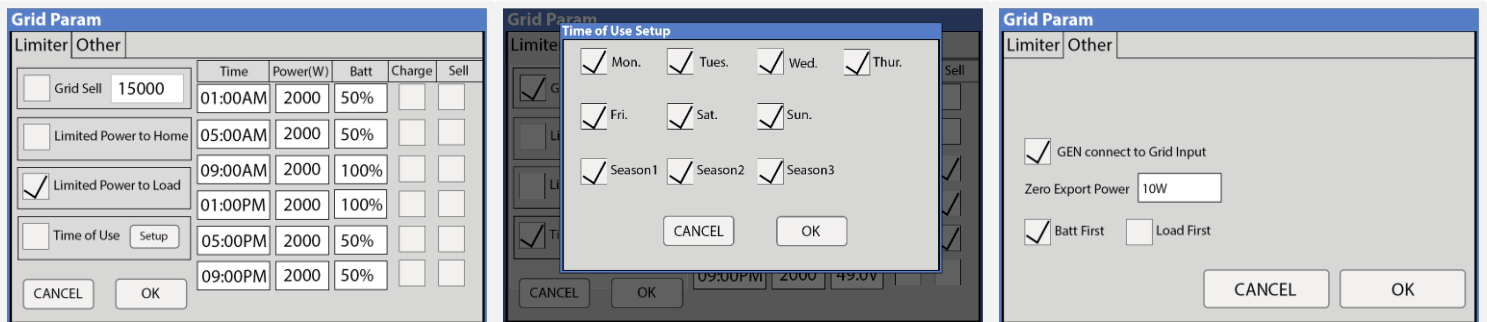 Grid Param
Limiter Other
Time Power(W) Batt Charge Sell
Grid Sell 15000
01:00AM 2000 50%
Limited Power to Home
05:00AM 2000 50%
09:00AM 2000 100%
Limited Power to Load
01:00PM 2000 100%
Time of Use Setup
05:00PM 2000 50%
09:00PM 2000 50%
CANCEL OK
Grid Param
Time of Use Setup
Limite
Mon. Tues. Wed. Thur.
Sell
G
Fri. Sat. Sun.
Li
Season1 Season2 Season3
Li
Ti
CANCEL OK
09:00PM 2000 49.0V
CANCEL OK
Grid Param
Limiter Other
GEN connect to Grid Input
Zero Export Power 10W
Batt First Load First
CANCEL OK